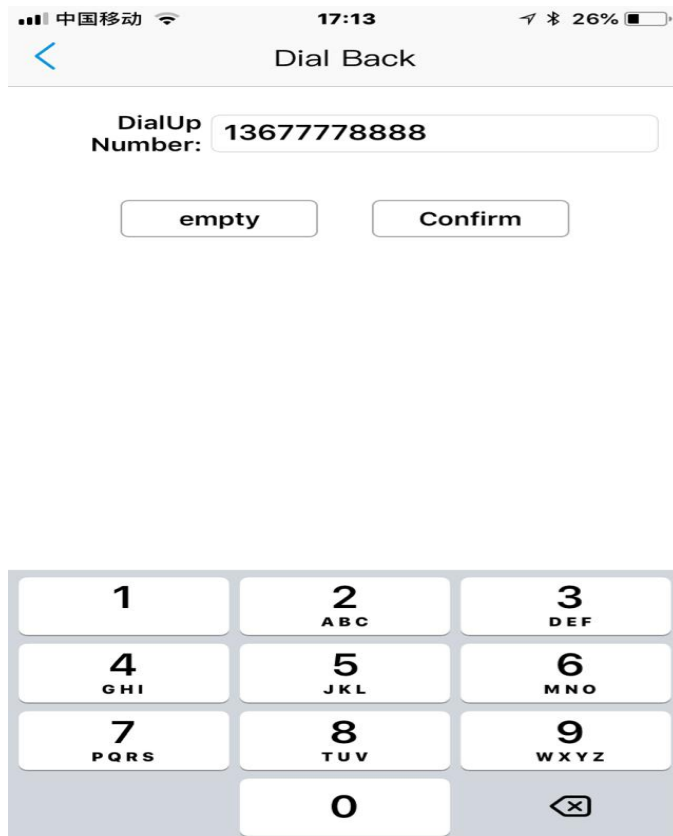 中国移动 17:13 26%
Dial Back
DialUp
Number: 13677778888
empty Confirm
1 2 3
ABC DEF
4 5 6
GHI JKL MNO
7 8 9
PQRS TUV WXYZ
0